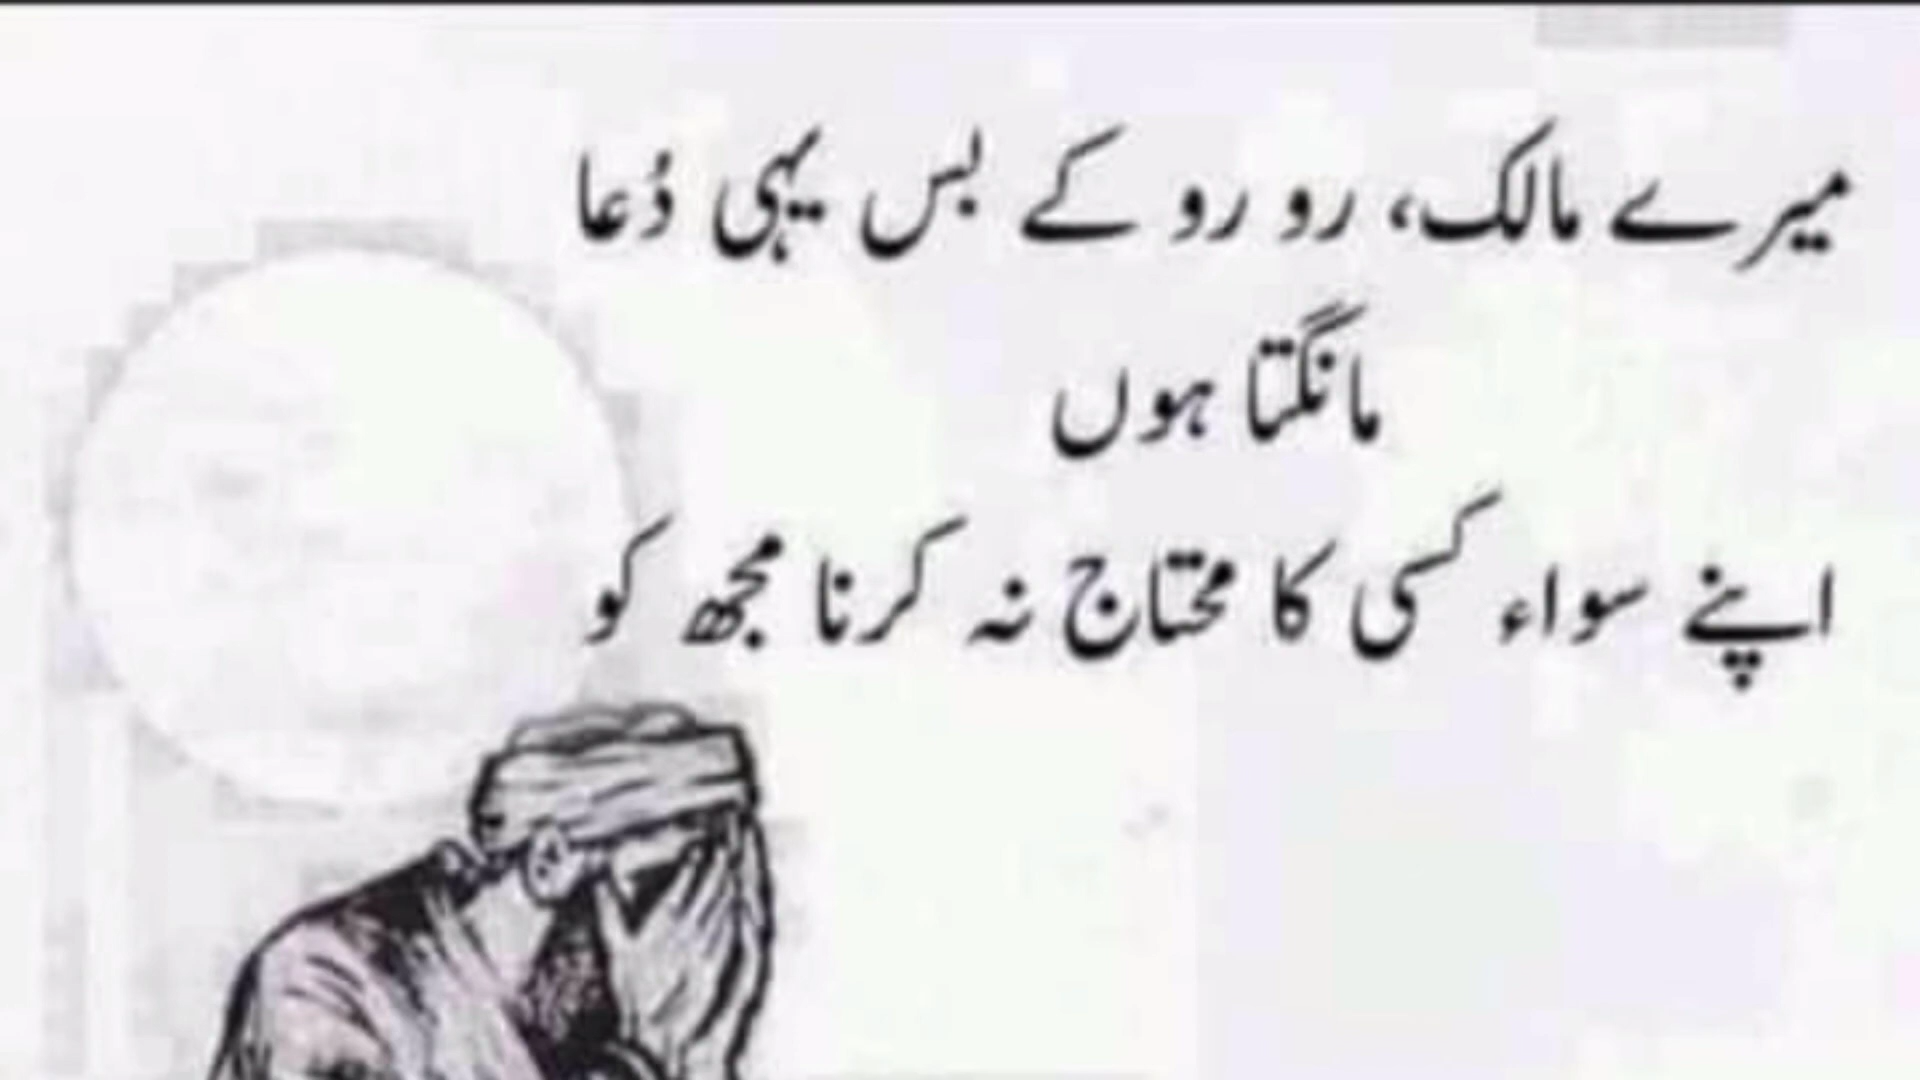 میرے مالک، رو رو کے بس یہی دُعا
مانگتا ہوں
اپنے سواء کسی کا محتاج نہ کرنا مجھ کو